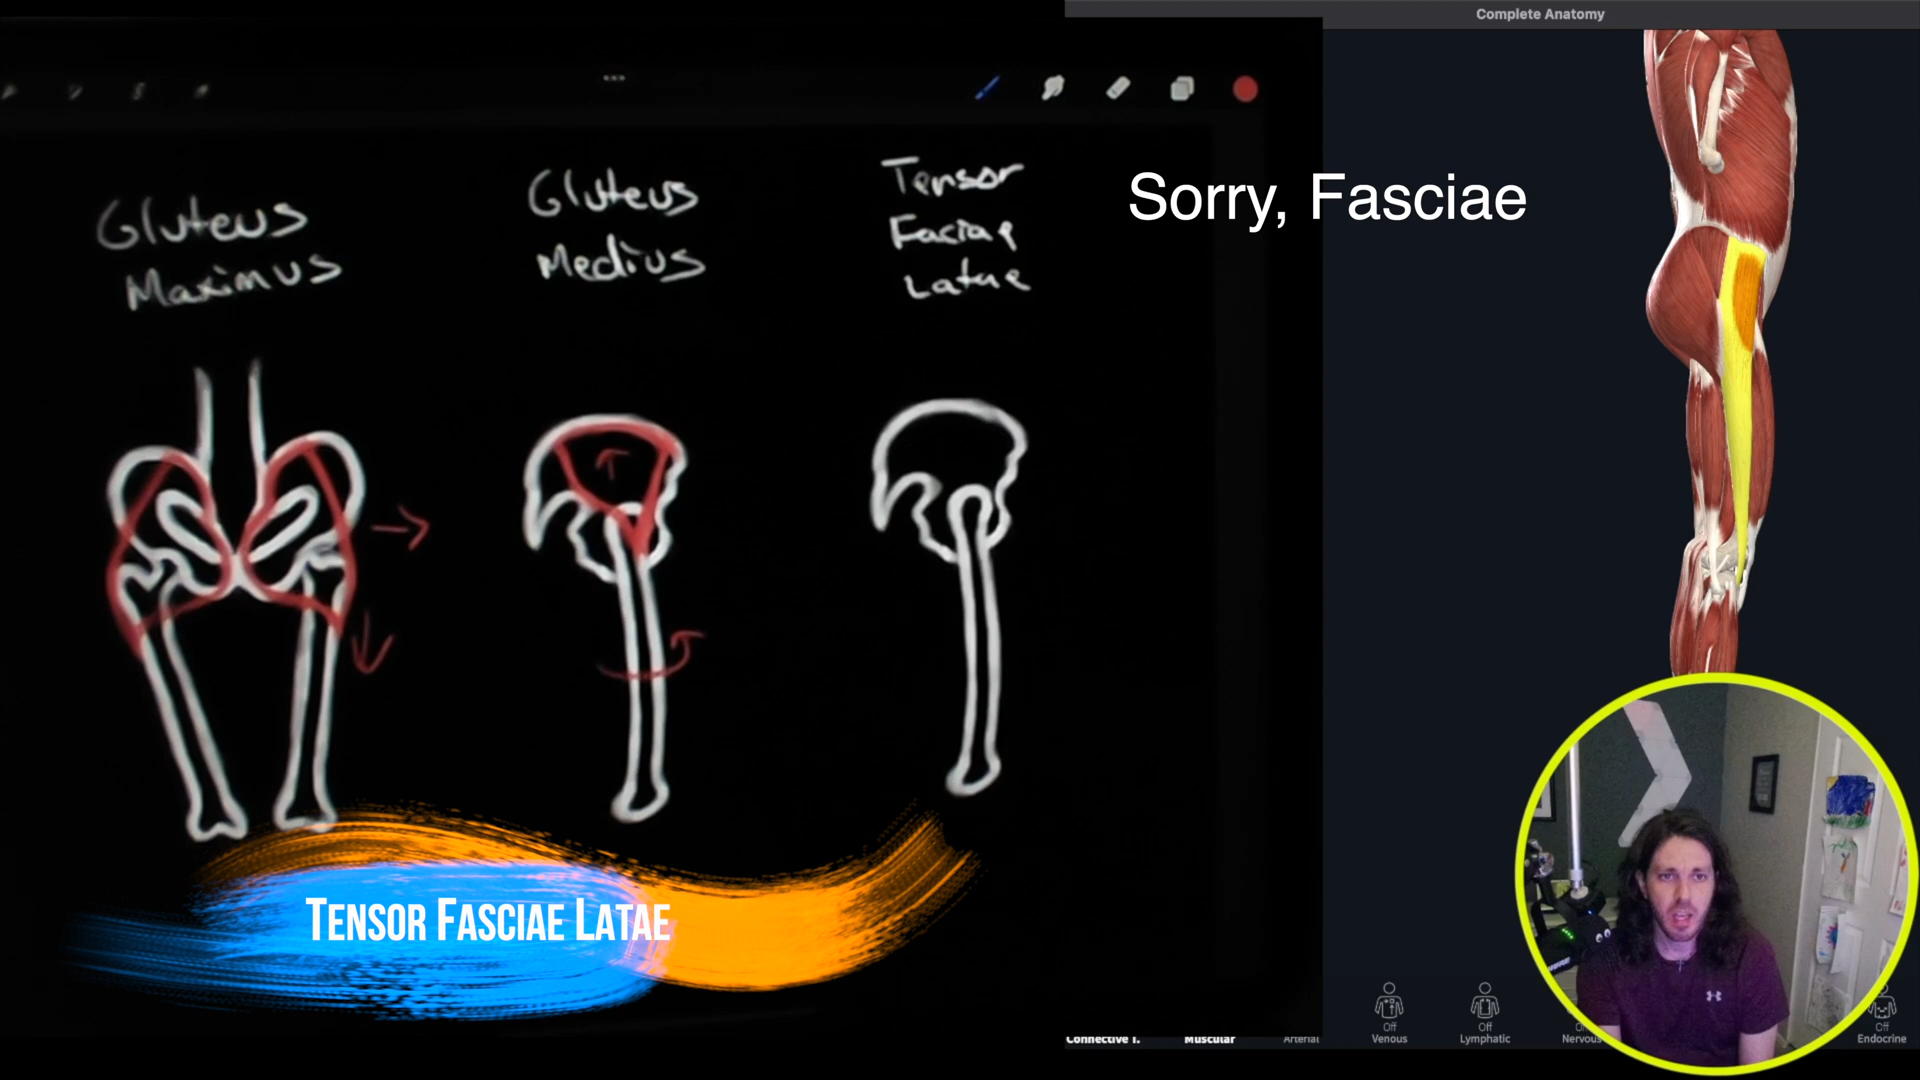 Complete Anatomy
Gluteus
Maximus
Gluteus
Medius
Tensor
Faciae
Latae
Sorry, Fasciae
TENSOR FASCIAE LATAE
Off
Off
Off
Connective T.
Muscular
Arterial
Venous
Lymphatic
Nervous
Endocrine